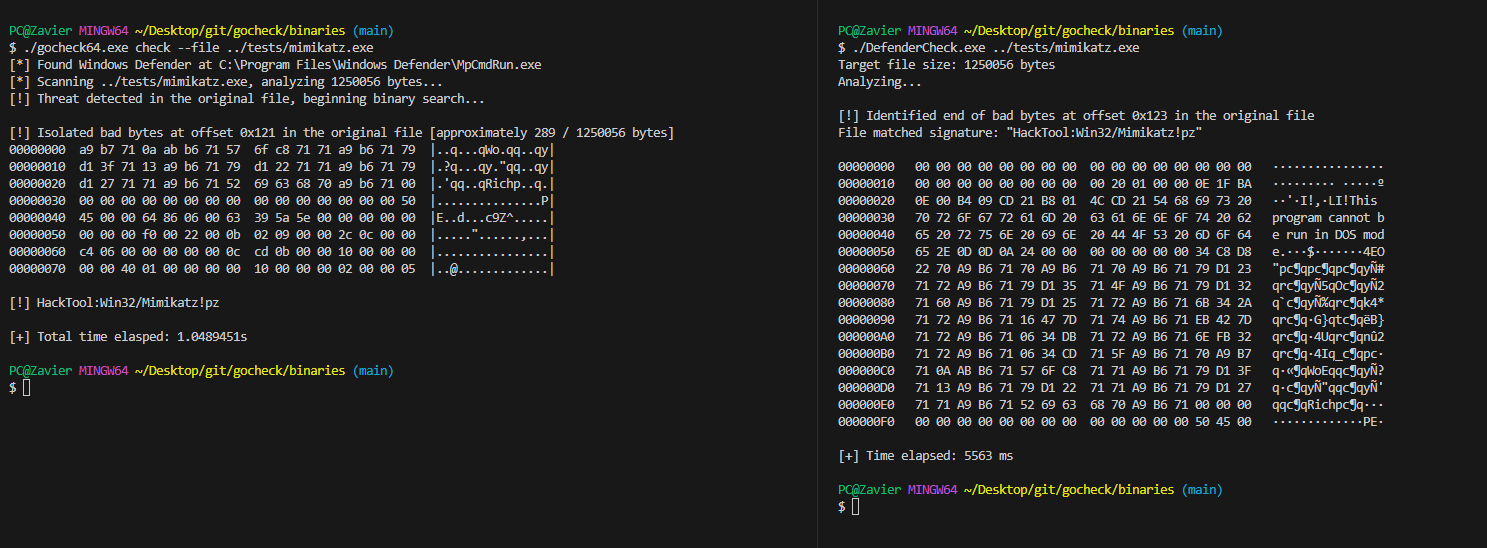 PC@Zavier MINGW64 ~/Desktop/git/gocheck/binaries (main)
$ ./gocheck64.exe check --file ../tests/mimikatz.exe
[*] Found Windows Defender at C:\Program Files\Windows Defender\MpCmdRun.exe
[*] Scanning ../tests/mimikatz.exe, analyzing 1250056 bytes...
[!] Threat detected in the original file, beginning binary search...
[!] Isolated bad bytes at offset 0x121 in the original file [approximately 289 / 1250056 bytes]
00000000 a9 b7 71 0a ab b6 71 57 6f c8 71 71 a9 b6 71 79 |..q...qWo.qq..qy|
00000010 d1 3f 71 13 a9 b6 71 79 d1 22 71 71 a9 b6 71 79 |.?q...qy."qq..qy|
00000020 d1 27 71 71 a9 b6 71 52 69 63 68 70 a9 b6 71 00 |.'qq..qRichp..q.|
00000030 00 00 00 00 00 00 00 00 00 00 00 00 00 00 00 50 |...............P|
00000040 45 00 00 64 86 06 00 63 39 5a 5e 00 00 00 00 00 |E..d...c9Z^.....|
00000050 00 00 00 f0 00 22 00 0b 02 09 00 00 2c 0c 00 00 |....."......,...|
00000060 c4 06 00 00 00 00 00 0c cd 0b 00 00 10 00 00 00 |................|
00000070 00 00 40 01 00 00 00 00 10 00 00 00 02 00 00 05 |..@.............|
[!] HackTool:Win32/Mimikatz!pz
[+] Total time elasped: 1.0489451s
PC@Zavier MINGW64 ~/Desktop/git/gocheck/binaries (main)
$
PC@Zavier MINGW64 ~/Desktop/git/gocheck/binaries (main)
$ ./DefenderCheck.exe ../tests/mimikatz.exe
Target file size: 1250056 bytes
Analyzing...
[!] Identified end of bad bytes at offset 0x123 in the original file
File matched signature: "HackTool:Win32/Mimikatz!pz"
00000000 00 00 00 00 00 00 00 00 00 00 00 00 00 00 00 00 ················
00000010 00 00 00 00 00 00 00 00 00 20 01 00 00 0E 1F BA ········· ·····º
00000020 0E 00 B4 09 CD 21 B8 01 4C CD 21 54 68 69 73 20 ··'·I!,·LI!This
00000030 70 72 6F 67 72 61 6D 20 63 61 6E 6E 6F 74 20 62 program cannot b
00000040 65 20 72 75 6E 20 69 6E 20 44 4F 53 20 6D 6F 64 e run in DOS mod
00000050 65 2E 0D 0D 0A 24 00 00 00 00 00 00 00 34 C8 D8 e.···$·······4EO
00000060 22 70 A9 B6 71 70 A9 B6 71 70 A9 B6 71 79 D1 23 "pc¶qpc¶qpc¶qyÑ#
00000070 71 72 A9 B6 71 79 D1 35 71 4F A9 B6 71 79 D1 32 qrc¶qyÑ5qOc¶qyÑ2
00000080 71 60 A9 B6 71 79 D1 25 71 72 A9 B6 71 6B 34 2A q`c¶qyÑ%qrc¶qk4*
00000090 71 72 A9 B6 71 16 47 7D 71 74 A9 B6 71 EB 42 7D qrc¶q·G}qtc¶qëB}
000000A0 71 72 A9 B6 71 06 34 DB 71 72 A9 B6 71 6E FB 32 qrc¶q·4Uqrc¶qnû2
000000B0 71 72 A9 B6 71 06 34 CD 71 5F A9 B6 71 70 A9 B7 qrc¶q·4Iq_c¶qpc·
000000C0 71 0A AB B6 71 57 6F C8 71 71 A9 B6 71 79 D1 3F q·«¶qWoEqqc¶qyÑ?
000000D0 71 13 A9 B6 71 79 D1 22 71 71 A9 B6 71 79 D1 27 q·c¶qyÑ"qqc¶qyÑ'
000000E0 71 71 A9 B6 71 52 69 63 68 70 A9 B6 71 00 00 00 qqc¶qRichpc¶q···
000000F0 00 00 00 00 00 00 00 00 00 00 00 00 00 50 45 00 ·············PE·
[+] Time elapsed: 5563 ms
PC@Zavier MINGW64 ~/Desktop/git/gocheck/binaries (main)
$